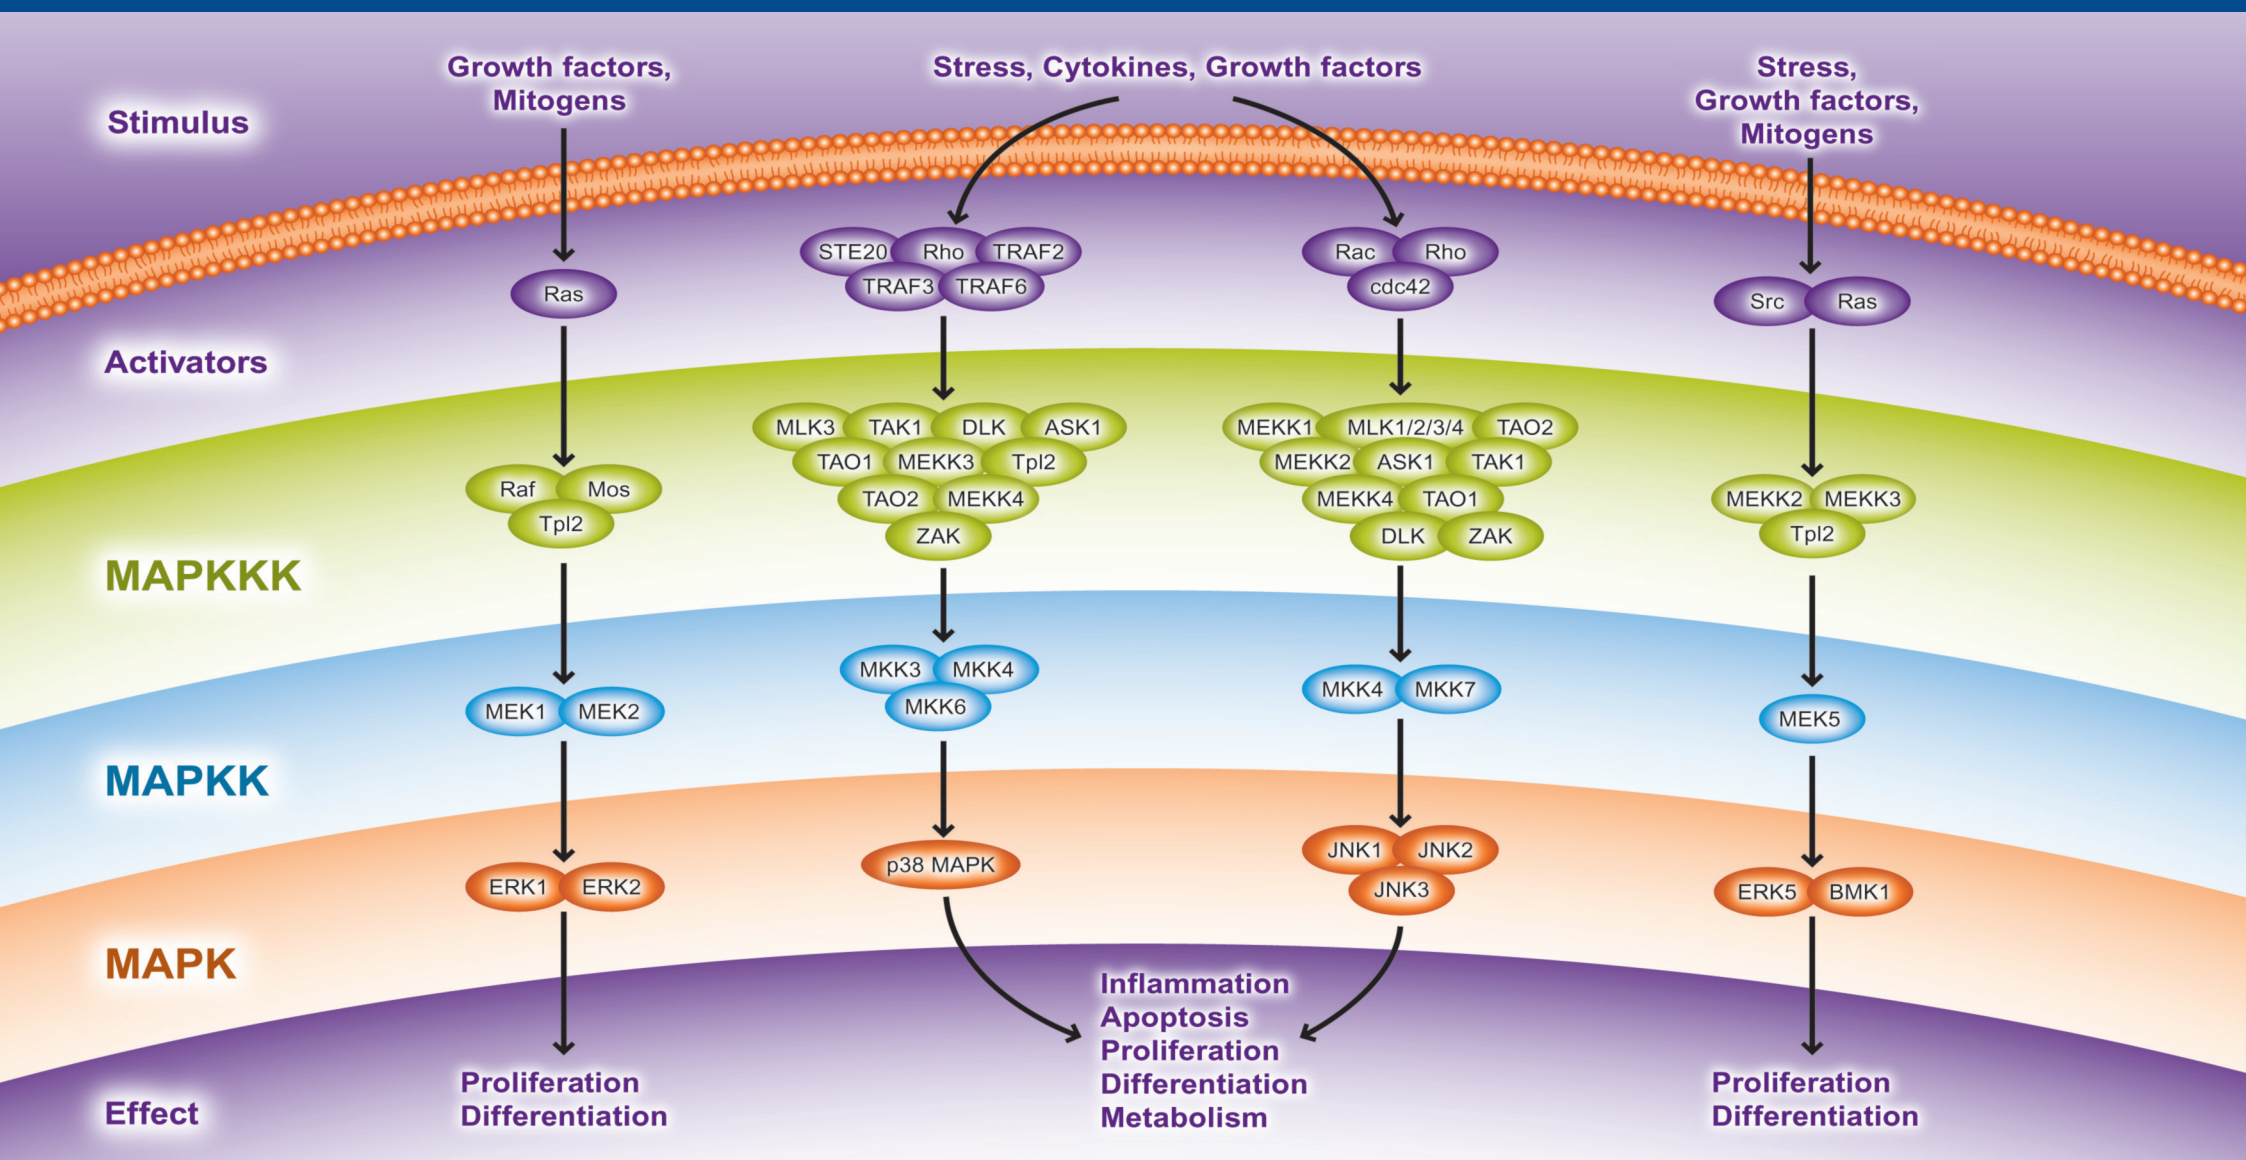 Growth factors,
Mitogens
Stress, Cytokines, Growth factors
Stress,
Growth factors,
Mitogens
Stimulus
STE20 Rho TRAF2
TRAF3 TRAF6
Rac Rho
cdc42
Ras
Src Ras
Activators
MLK3 TAK1 DLK ASK1
TAO1 MEKK3 Tpl2
TAO2 MEKK4
ZAK
MEKK1 MLK1/2/3/4 TAO2
MEKK2 ASK1 TAK1
MEKK4 TAO1
DLK ZAK
Raf Mos
Tpl2
MEKK2 MEKK3
Tpl2
MAPKKK
MEK1 MEK2
MKK3 MKK4
MKK6
MKK4 MKK7
MEK5
MAPKK
ERK1 ERK2
p38 MAPK
JNK1 JNK2
JNK3
ERK5 BMK1
MAPK
Inflammation
Apoptosis
Proliferation
Differentiation
Metabolism
Proliferation
Differentiation
Proliferation
Differentiation
Effect